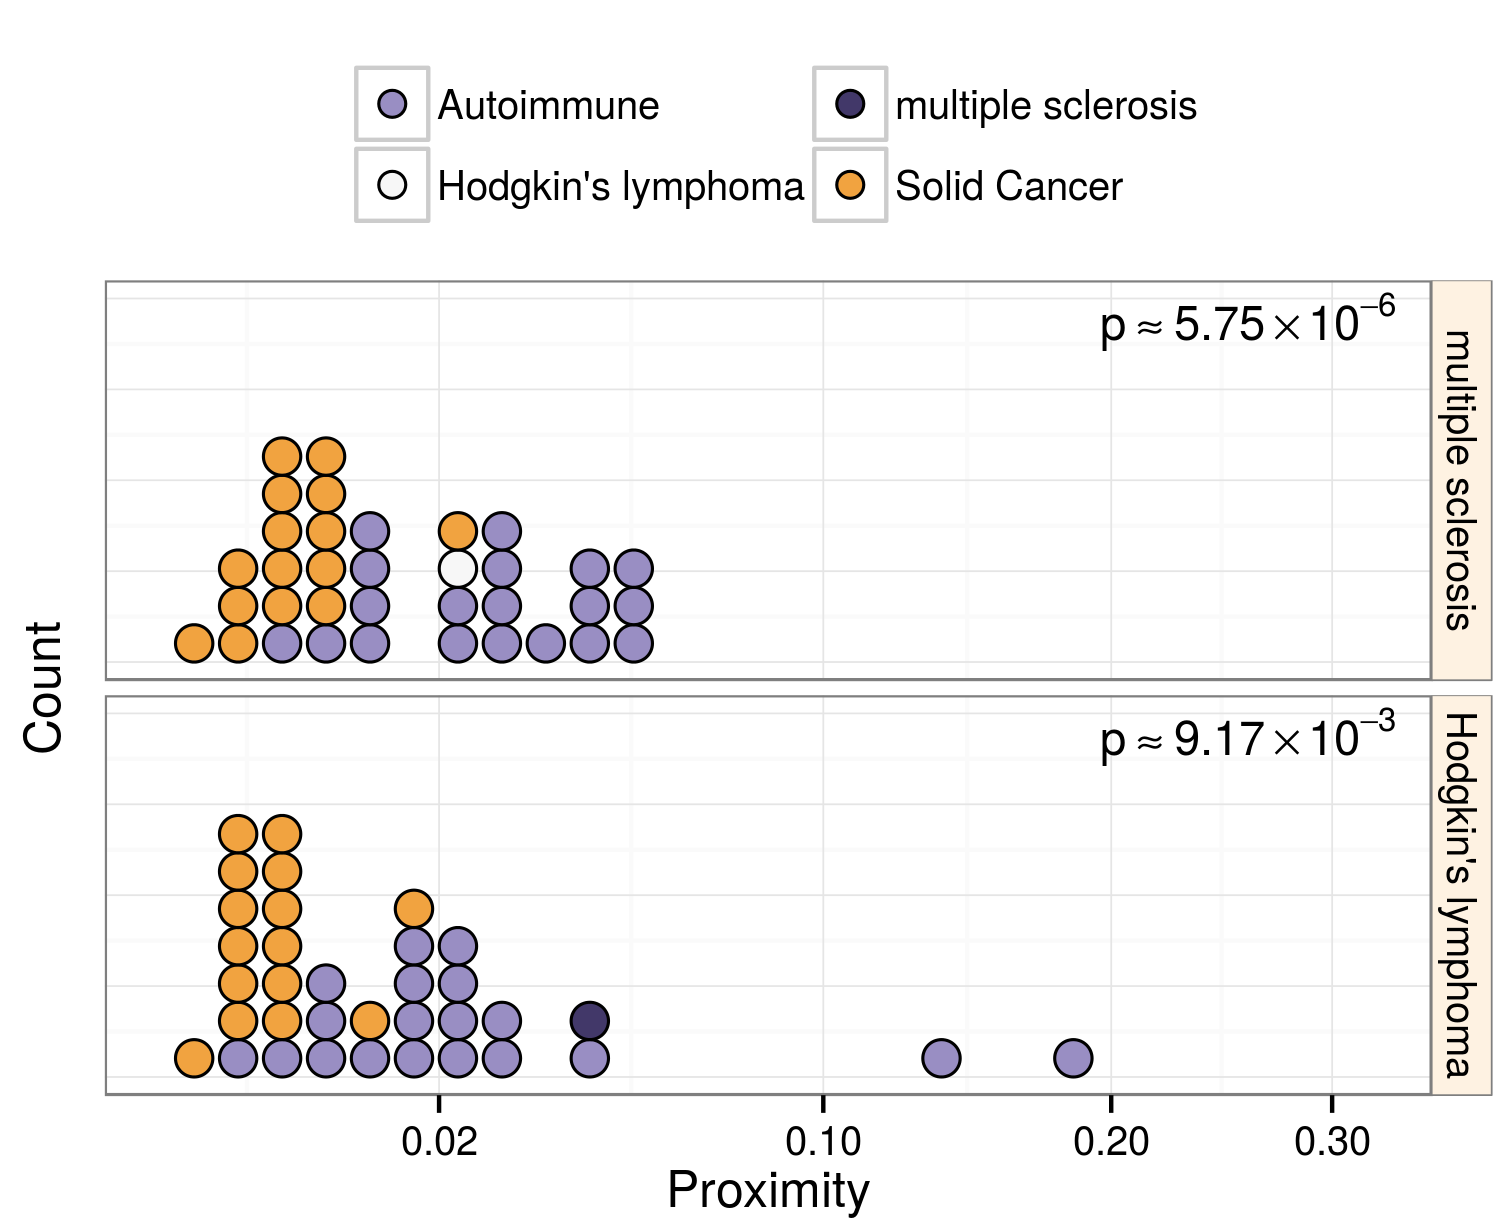 Autoimmune
multiple sclerosis
Hodgkin's lymphoma
Solid Cancer
p ≈ 5.75×10⁻⁶
multiple sclerosis
Count
p ≈ 9.17×10⁻³
Hodgkin's lymphoma
0.02 0.10 0.20 0.30
Proximity